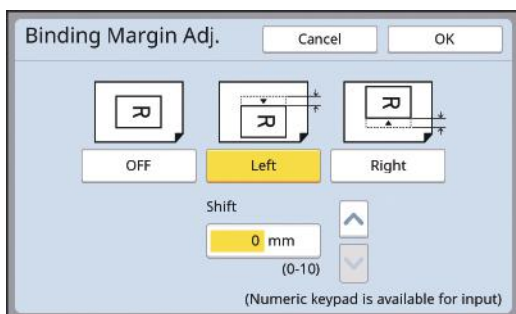 Binding Margin Adj.
Cancel
OK
R
R
R
OFF
Left
Right
Shift
0 mm
(0-10)
(Numeric keypad is available for input)